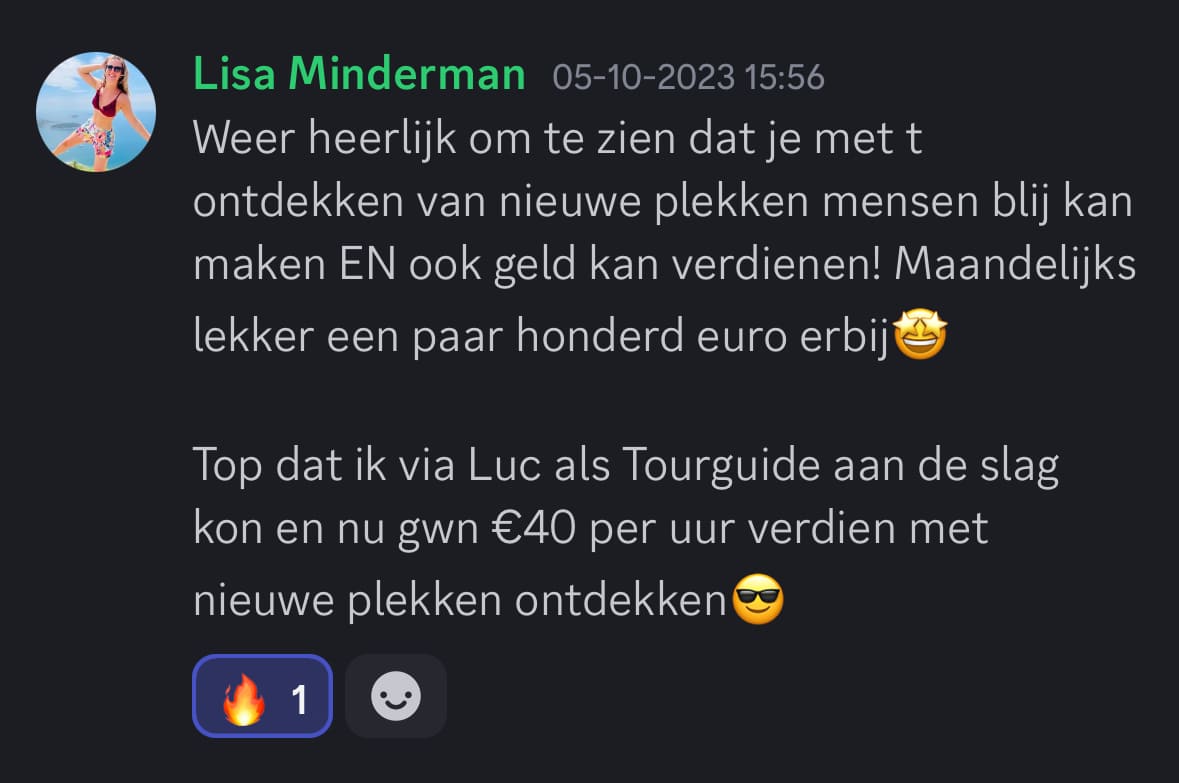 Lisa Minderman 05-10-2023 15:56
Weer heerlijk om te zien dat je met t
ontdekken van nieuwe plekken mensen blij kan
maken EN ook geld kan verdienen! Maandelijks
lekker een paar honderd euro erbij🤩
Top dat ik via Luc als Tourguide aan de slag
kon en nu gwn €40 per uur verdien met
nieuwe plekken ontdekken😎
🔥 1